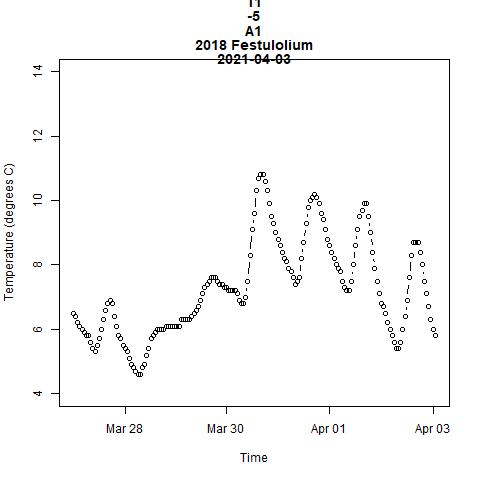 T1
-5
A1
2018 Festulolium
2021-04-03
14
12
10
8
6
4
Temperature (degrees C)
Mar 28 Mar 30 Apr 01 Apr 03
Time